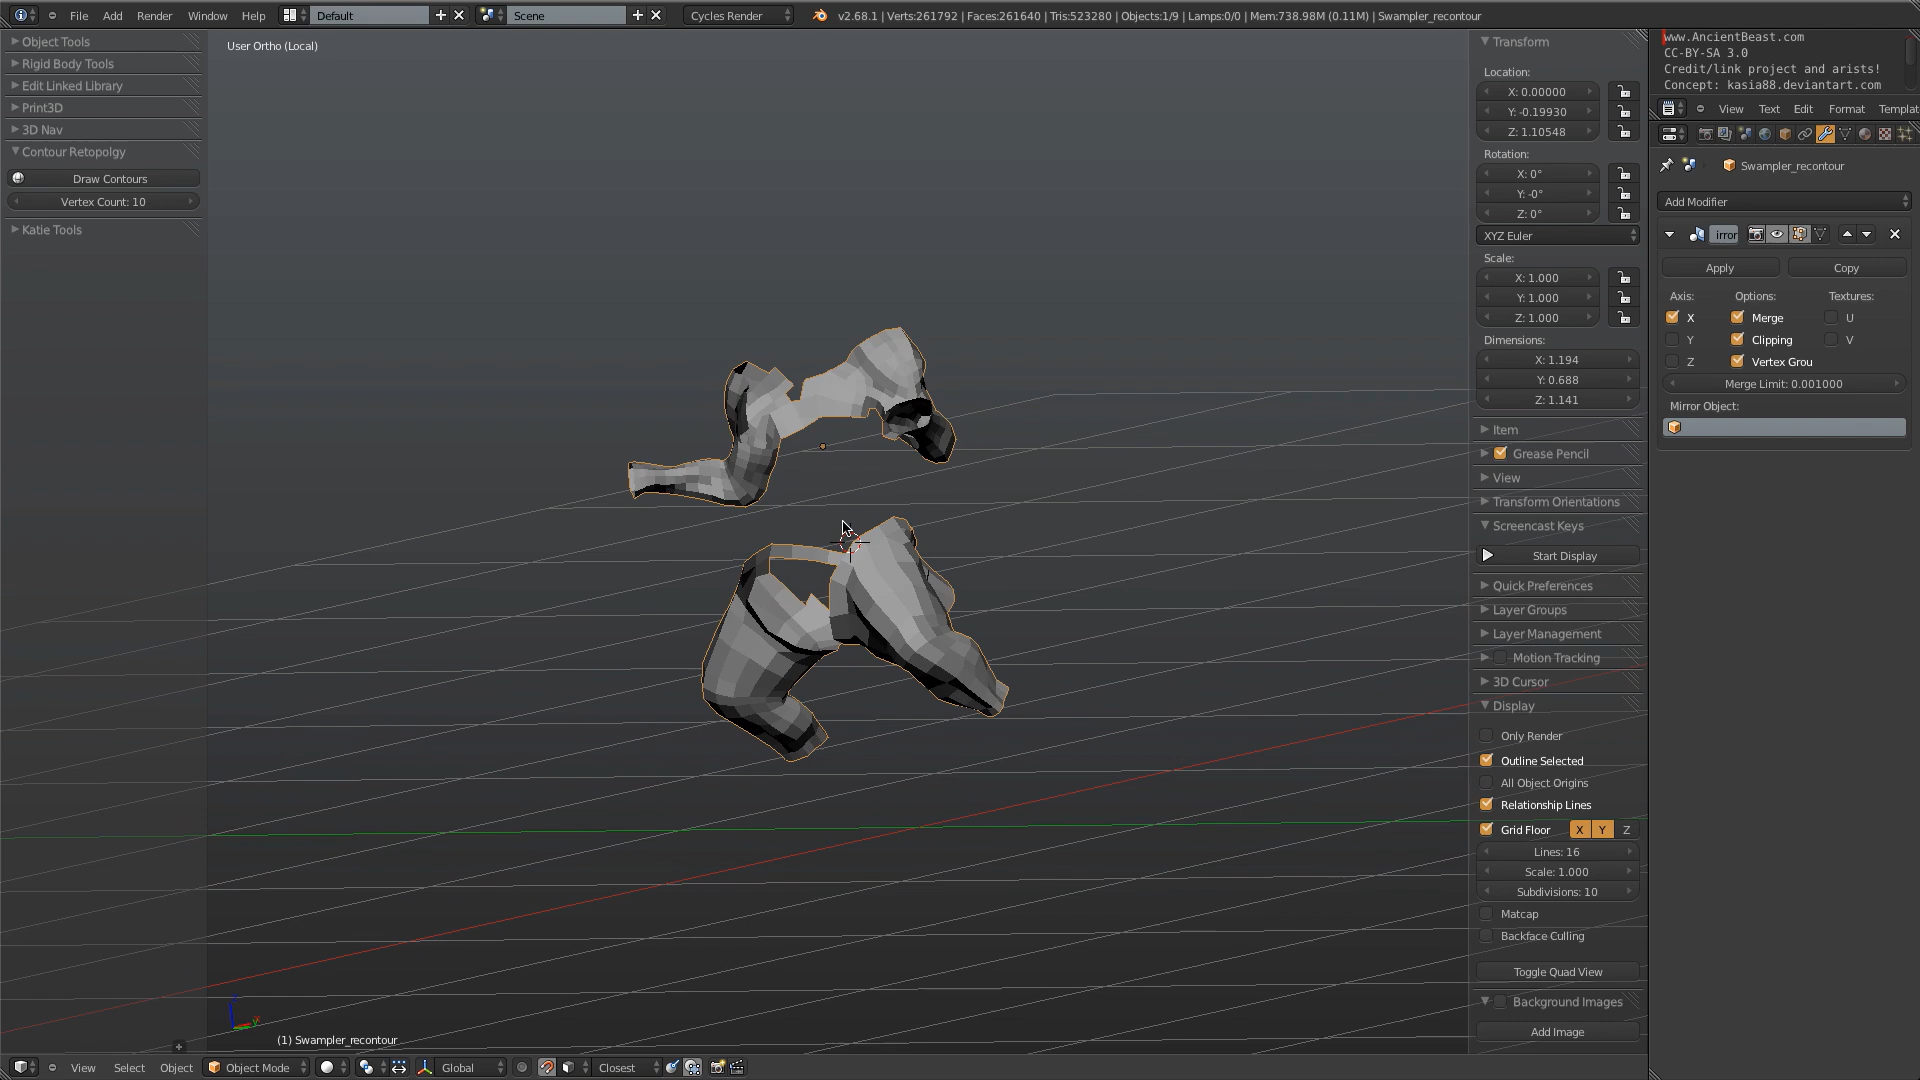 File Add Render Window Help Default Scene Cycles Render v2.68.1 | Verts:261792 | Faces:261640 | Tris:523280 | Objects:1/9 | Lamps:0/0 | Mem:738.98M (0.11M) | Swampler_recontour
Object Tools
Rigid Body Tools
Edit Linked Library
Print3D
3D Nav
Contour Retopolgy
Draw Contours
Vertex Count: 10
Katie Tools
User Ortho (Local)
(1) Swampler_recontour
View Select Object Object Mode Global Closest
Transform
Location:
X: 0.00000
Y: -0.19930
Z: 1.10548
Rotation:
X: 0°
Y: -0°
Z: 0°
XYZ Euler
Scale:
X: 1.000
Y: 1.000
Z: 1.000
Dimensions:
X: 1.194
Y: 0.688
Z: 1.141
Item
Grease Pencil
View
Transform Orientations
Screencast Keys
Start Display
Quick Preferences
Layer Groups
Layer Management
Motion Tracking
3D Cursor
Display
Only Render
Outline Selected
All Object Origins
Relationship Lines
Grid Floor X Y Z
Lines: 16
Scale: 1.000
Subdivisions: 10
Matcap
Backface Culling
Toggle Quad View
Background Images
Add Image
www.AncientBeast.com
CC-BY-SA 3.0
Credit/link project and arists!
Concept: kasia88.deviantart.com
View Text Edit Format Templat
Swampler_recontour
Add Modifier
irror
Apply Copy
Axis: Options: Textures:
X Merge U
Y Clipping V
Z Vertex Grou
Merge Limit: 0.001000
Mirror Object: